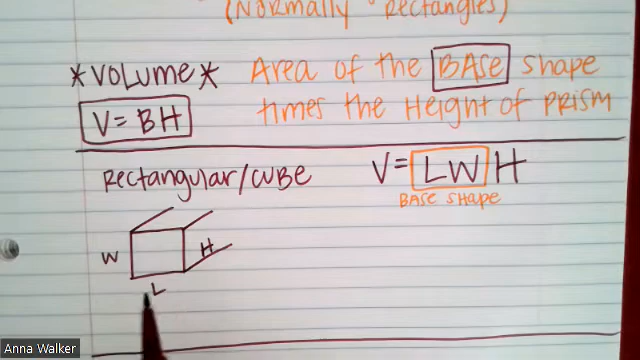 (Normally Rectangles)
*VOLUME* Area of the BASE shape
V=BH times the Height of PRISM
Rectangular/CUBE V=LWH
BASE SHAPE
W H
L
Anna Walker